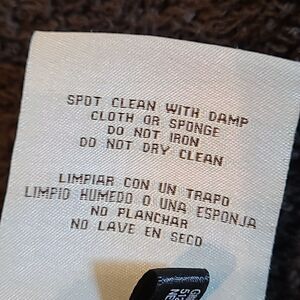 SPOT CLEAN WITH DAMP
CLOTH OR SPONGE
DO NOT IRON
DO NOT DRY CLEAN
LIMPIAR CON UN TRAPO
LIMPIO HUMEDO O UNA ESPONJA
NO PLANCHAR
NO LAVE EN SECO